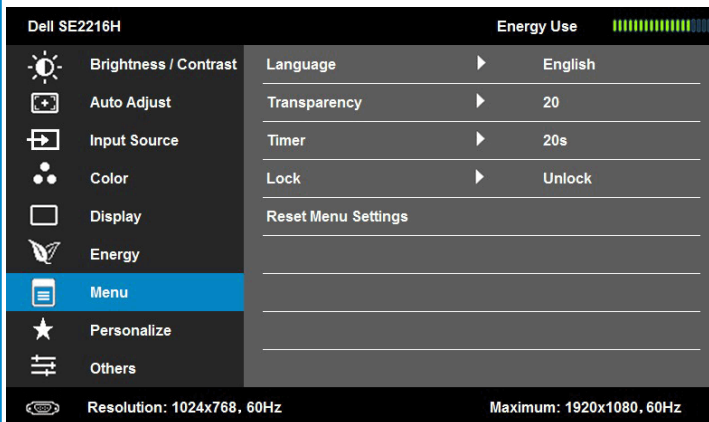 Dell SE2216H Energy Use
Brightness / Contrast Language English
Auto Adjust Transparency 20
Input Source Timer 20s
Color Lock Unlock
Display Reset Menu Settings
Energy
Menu
Personalize
Others
Resolution: 1024x768, 60Hz Maximum: 1920x1080, 60Hz